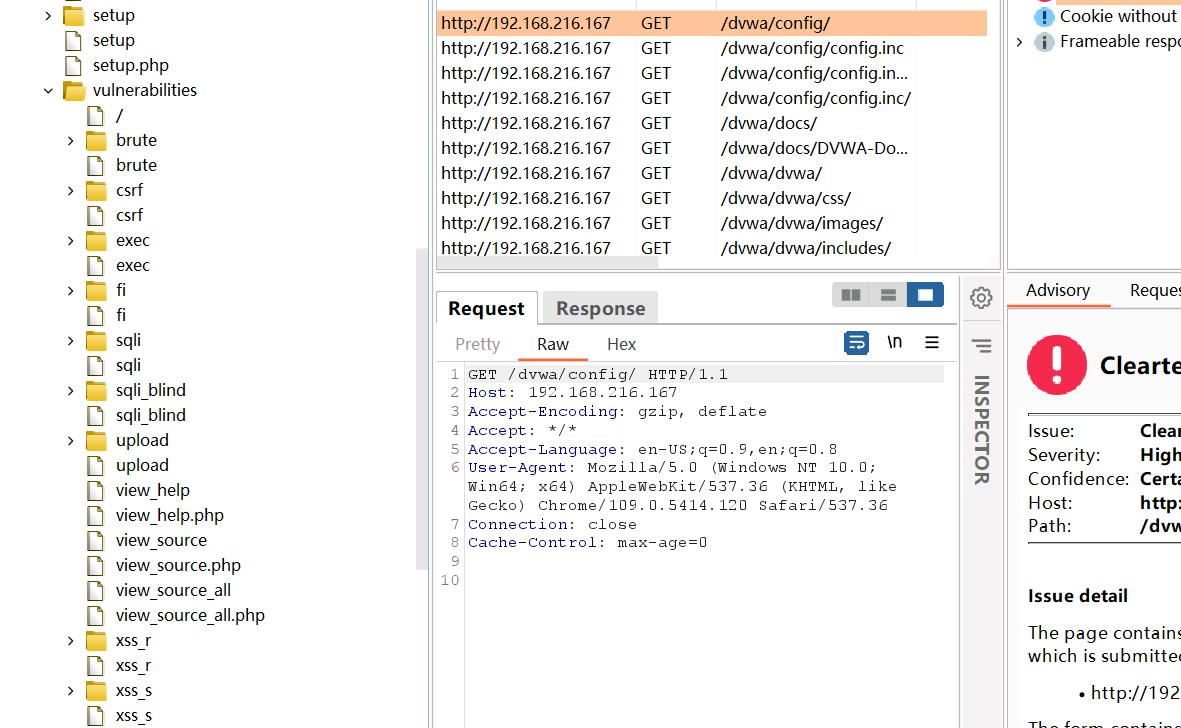 setup
setup
setup.php
vulnerabilities
/
brute
brute
csrf
csrf
exec
exec
fi
fi
sqli
sqli
sqli_blind
sqli_blind
upload
upload
view_help
view_help.php
view_source
view_source.php
view_source_all
view_source_all.php
xss_r
xss_r
xss_s
xss_s
http://192.168.216.167 GET /dvwa/config/
http://192.168.216.167 GET /dvwa/config/config.inc
http://192.168.216.167 GET /dvwa/config/config.in...
http://192.168.216.167 GET /dvwa/config/config.inc/
http://192.168.216.167 GET /dvwa/docs/
http://192.168.216.167 GET /dvwa/docs/DVWA-Do...
http://192.168.216.167 GET /dvwa/dvwa/
http://192.168.216.167 GET /dvwa/dvwa/css/
http://192.168.216.167 GET /dvwa/dvwa/images/
http://192.168.216.167 GET /dvwa/dvwa/includes/
Request Response
Pretty Raw Hex \n
1 GET /dvwa/config/ HTTP/1.1
2 Host: 192.168.216.167
3 Accept-Encoding: gzip, deflate
4 Accept: */*
5 Accept-Language: en-US;q=0.9,en;q=0.8
6 User-Agent: Mozilla/5.0 (Windows NT 10.0;
Win64; x64) AppleWebKit/537.36 (KHTML, like
Gecko) Chrome/109.0.5414.120 Safari/537.36
7 Connection: close
8 Cache-Control: max-age=0
9
10
INSPECTOR
Cookie without
Frameable respo
Advisory Reques
Clearte
Issue: Clear
Severity: High
Confidence: Certa
Host: http:
Path: /dvw
Issue detail
The page contains
which is submitted
• http://192
The form contains